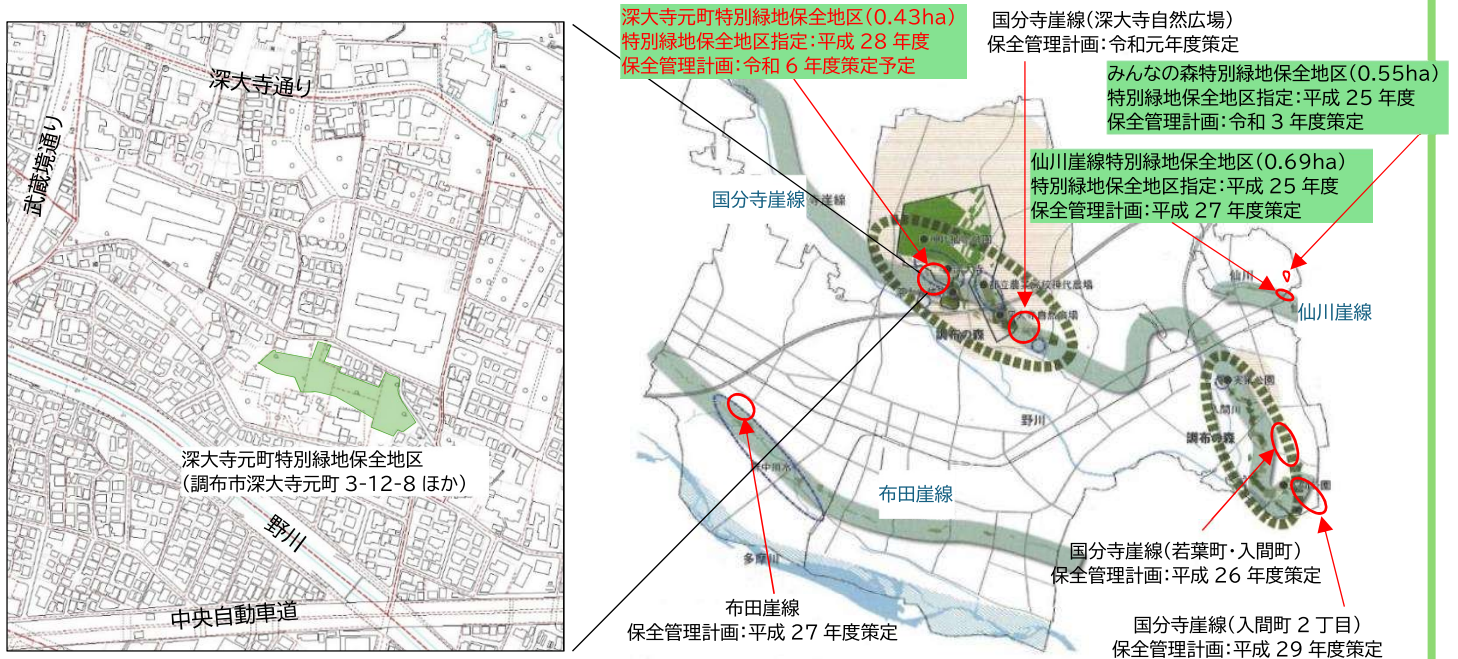 深大寺通り
武蔵境通り
深大寺元町特別緑地保全地区
(調布市深大寺元町 3-12-8 ほか)
野川
中央自動車道
深大寺元町特別緑地保全地区(0.43ha)
特別緑地保全地区指定:平成 28 年度
保全管理計画:令和 6 年度策定予定
国分寺崖線(深大寺自然広場)
保全管理計画:令和元年度策定
みんなの森特別緑地保全地区(0.55ha)
特別緑地保全地区指定:平成 25 年度
保全管理計画:令和 3 年度策定
仙川崖線特別緑地保全地区(0.69ha)
特別緑地保全地区指定:平成 25 年度
保全管理計画:平成 27 年度策定
国分寺崖線
寺崖線
仙川
仙川崖線
調布の森
野川
入間川
調布の森
布田崖線
多摩川
国分寺崖線(若葉町・入間町)
保全管理計画:平成 26 年度策定
布田崖線
保全管理計画:平成 27 年度策定
国分寺崖線(入間町 2 丁目)
保全管理計画:平成 29 年度策定